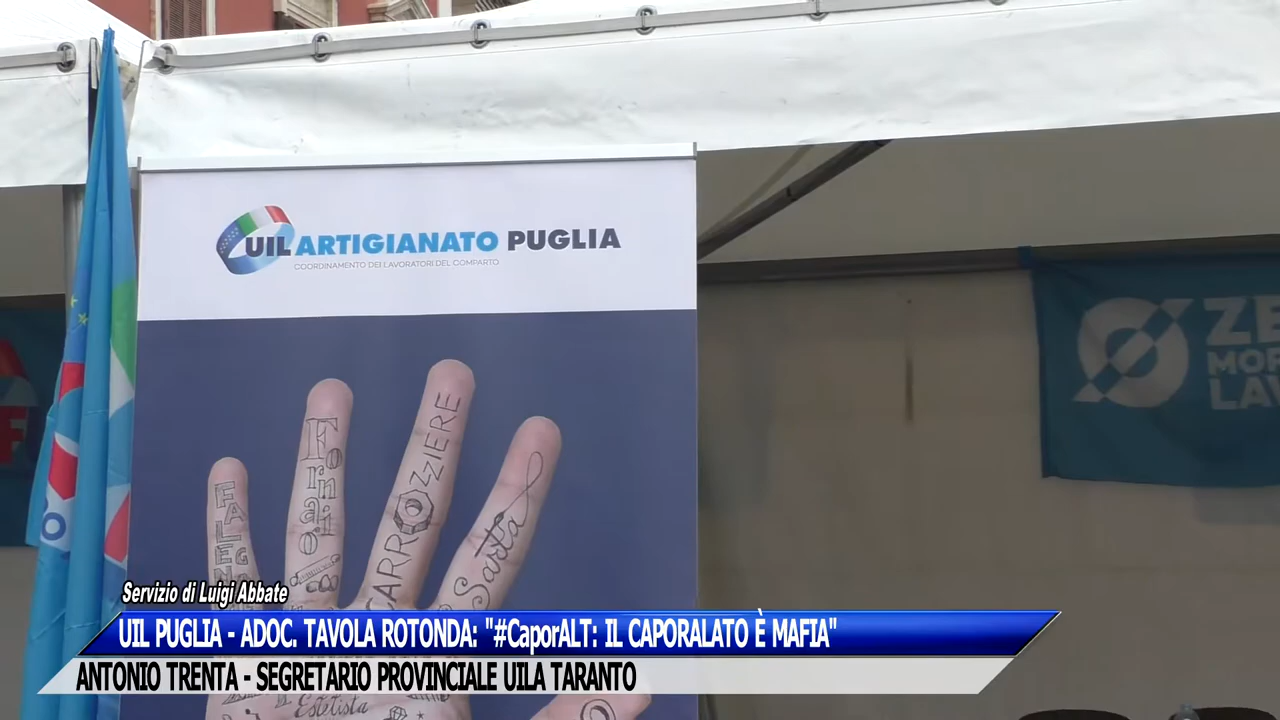 UIL ARTIGIANATO PUGLIA
COORDINAMENTO DEI LAVORATORI DEL COMPARTO
Fornaio
CARROZZIERE
Sarta
Estetista
Servizio di Luigi Abbate
UIL PUGLIA - ADOC. TAVOLA ROTONDA: "#CaporALT: IL CAPORALATO È MAFIA"
ANTONIO TRENTA - SEGRETARIO PROVINCIALE UILA TARANTO